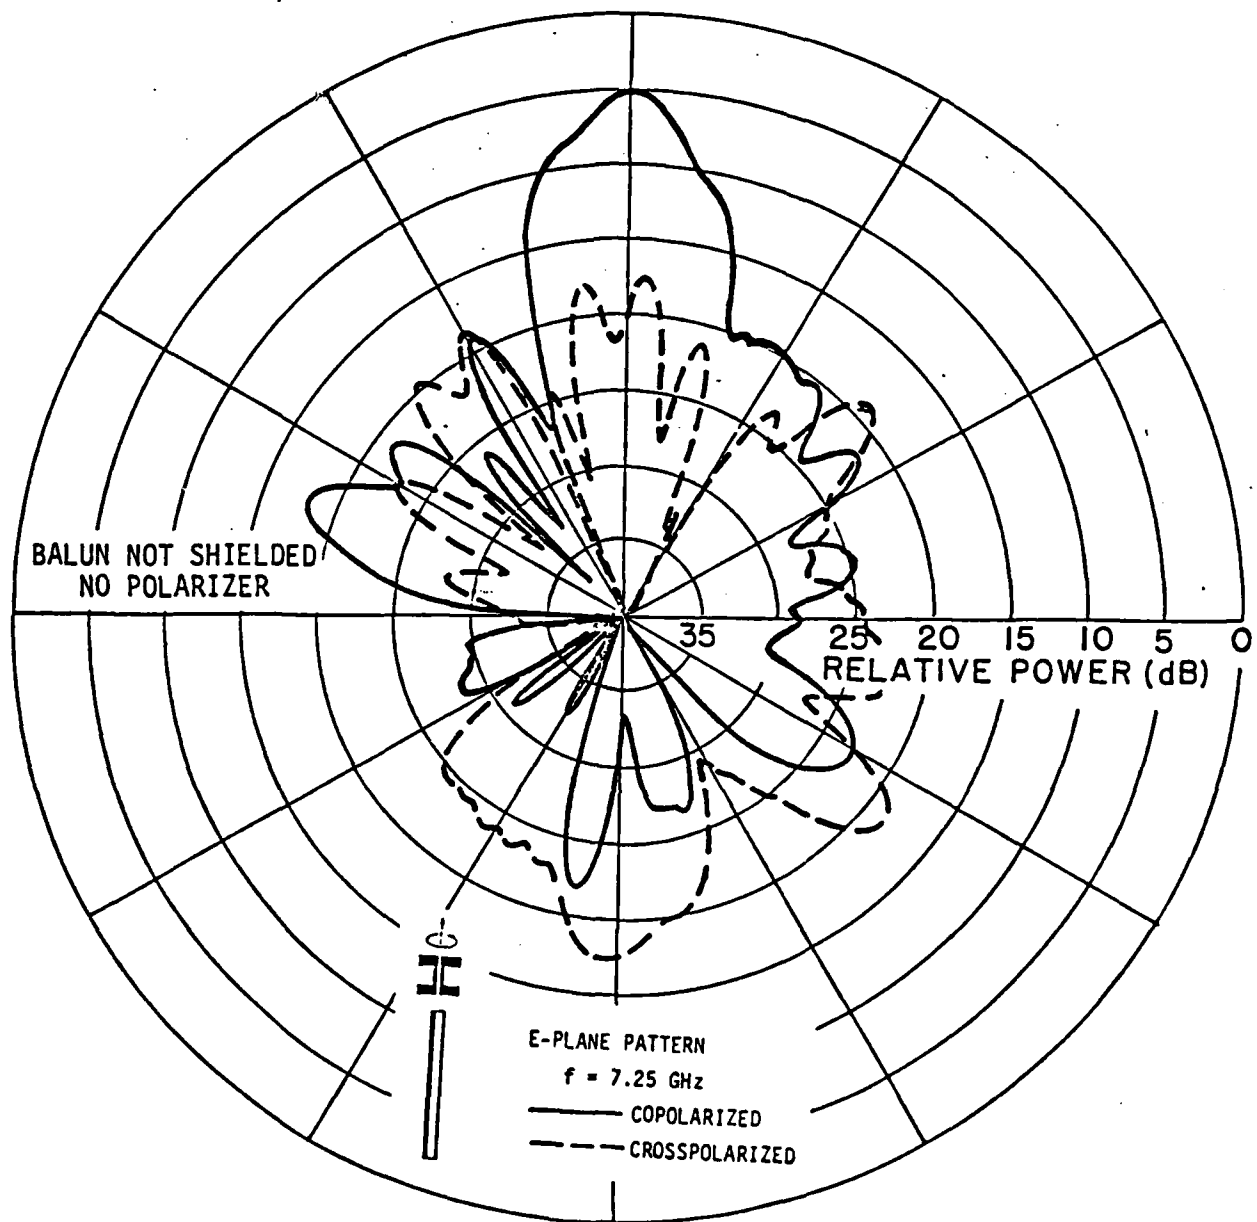 BALUN NOT SHIELDED
NO POLARIZER
35 25 20 15 10 5 0
RELATIVE POWER (dB)
E-PLANE PATTERN
f = 7.25 GHz
COPOLARIZED
CROSSPOLARIZED